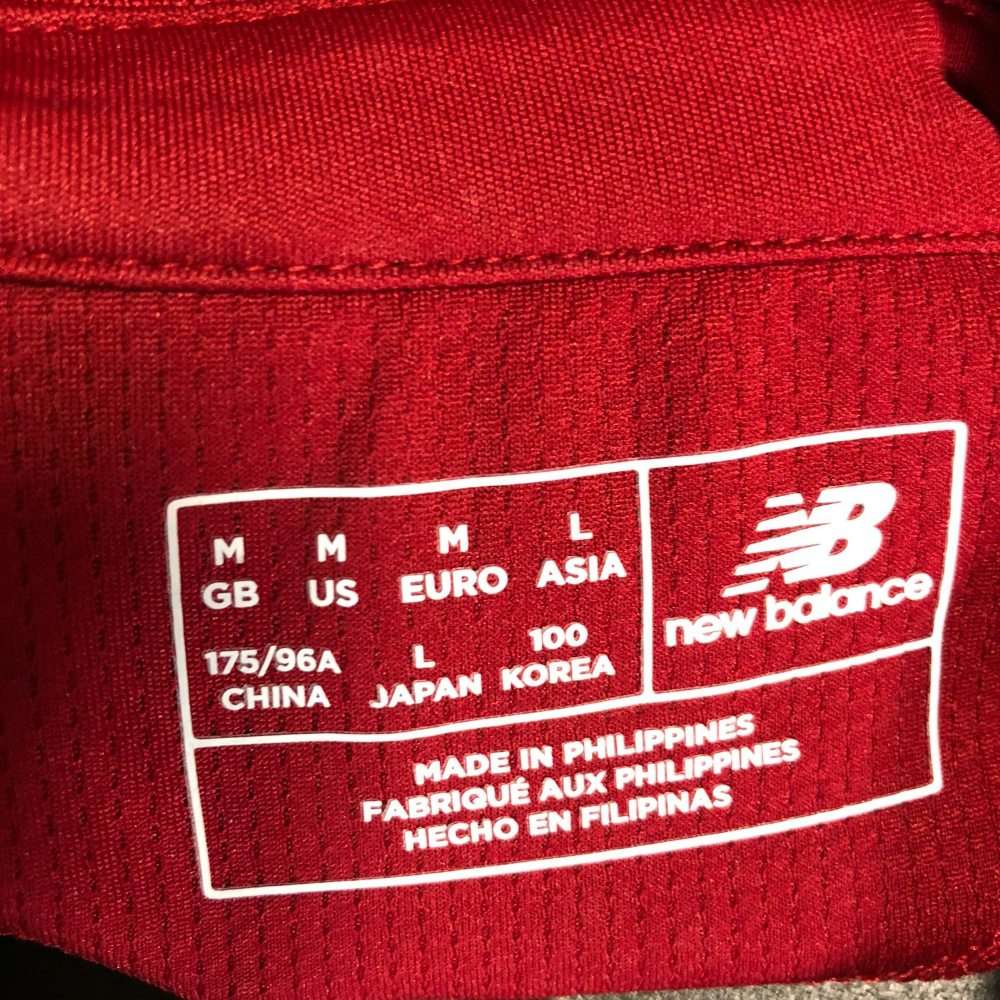 M M M L
GB US EURO ASIA
175/96A L 100
CHINA JAPAN KOREA
NB
new balance
MADE IN PHILIPPINES
FABRIQUÉ AUX PHILIPPINES
HECHO EN FILIPINAS